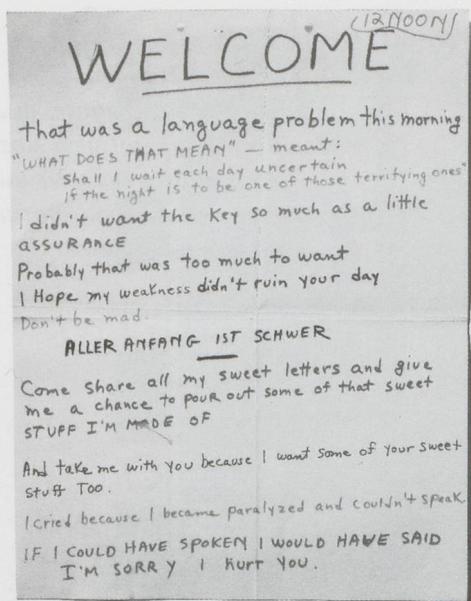 (12 NOON)
WELCOME
that was a language problem this morning
"WHAT DOES THAT MEAN" — meant:
shall I wait each day uncertain
if the night is to be one of those terrifying ones"
I didn't want the key so much as a little
ASSURANCE
Probably that was too much to want
I Hope my weakness didn't ruin your day
Don't be mad.
ALLER ANFANG IST SCHWER
Come share all my sweet letters and give
me a chance to pour out some of that sweet
STUFF I'M MADE OF
And take me with you because I want some of your sweet
stuff Too.
I cried because I became paralyzed and couldn't speak
IF I COULD HAVE SPOKEN I WOULD HAVE SAID
I'M SORRY I HURT YOU.